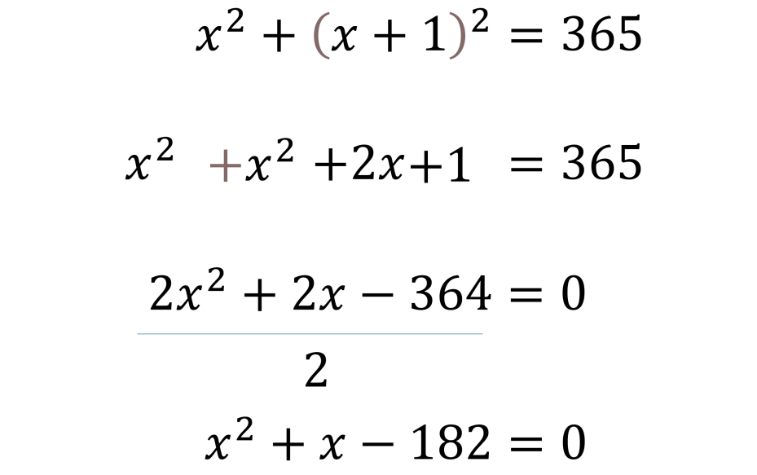 x² + (x + 1)² = 365
x² +x² +2x+1 = 365
2x² + 2x − 364 = 0
2
x² + x − 182 = 0